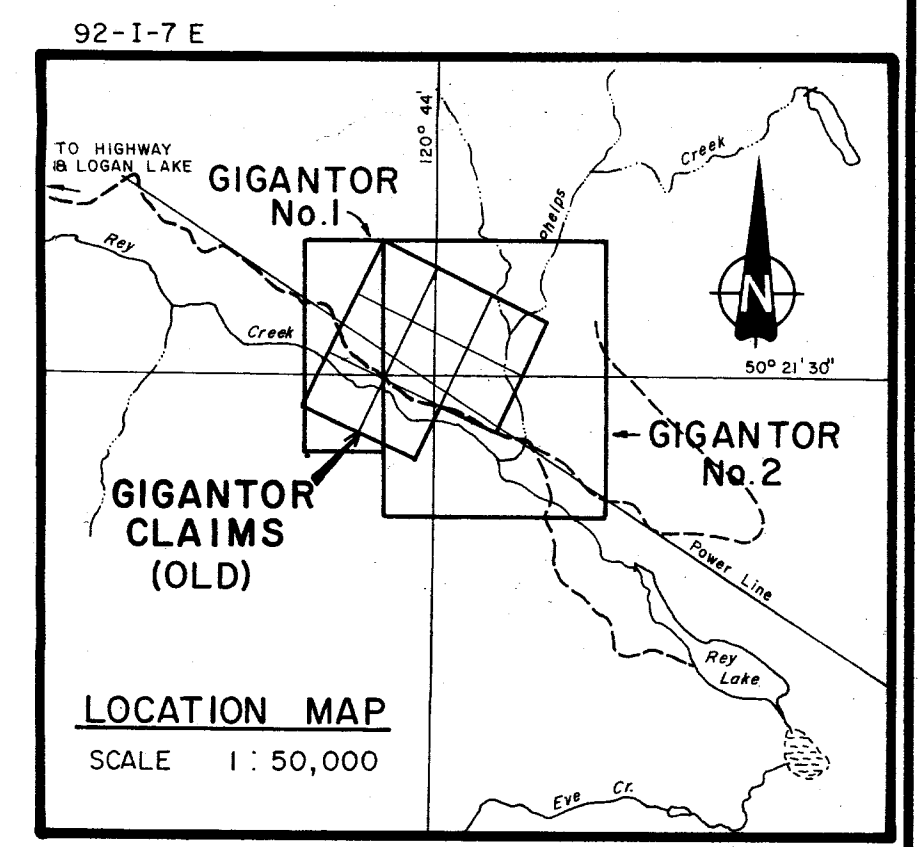 92-I-7 E
120° 44'
TO HIGHWAY
& LOGAN LAKE
GIGANTOR
No.1
Phelps
Creek
Rey
Creek
N
50° 21' 30"
GIGANTOR
No.2
GIGANTOR
CLAIMS
(OLD)
Power Line
Rey
Lake
LOCATION MAP
SCALE 1 : 50,000
Eve Cr.